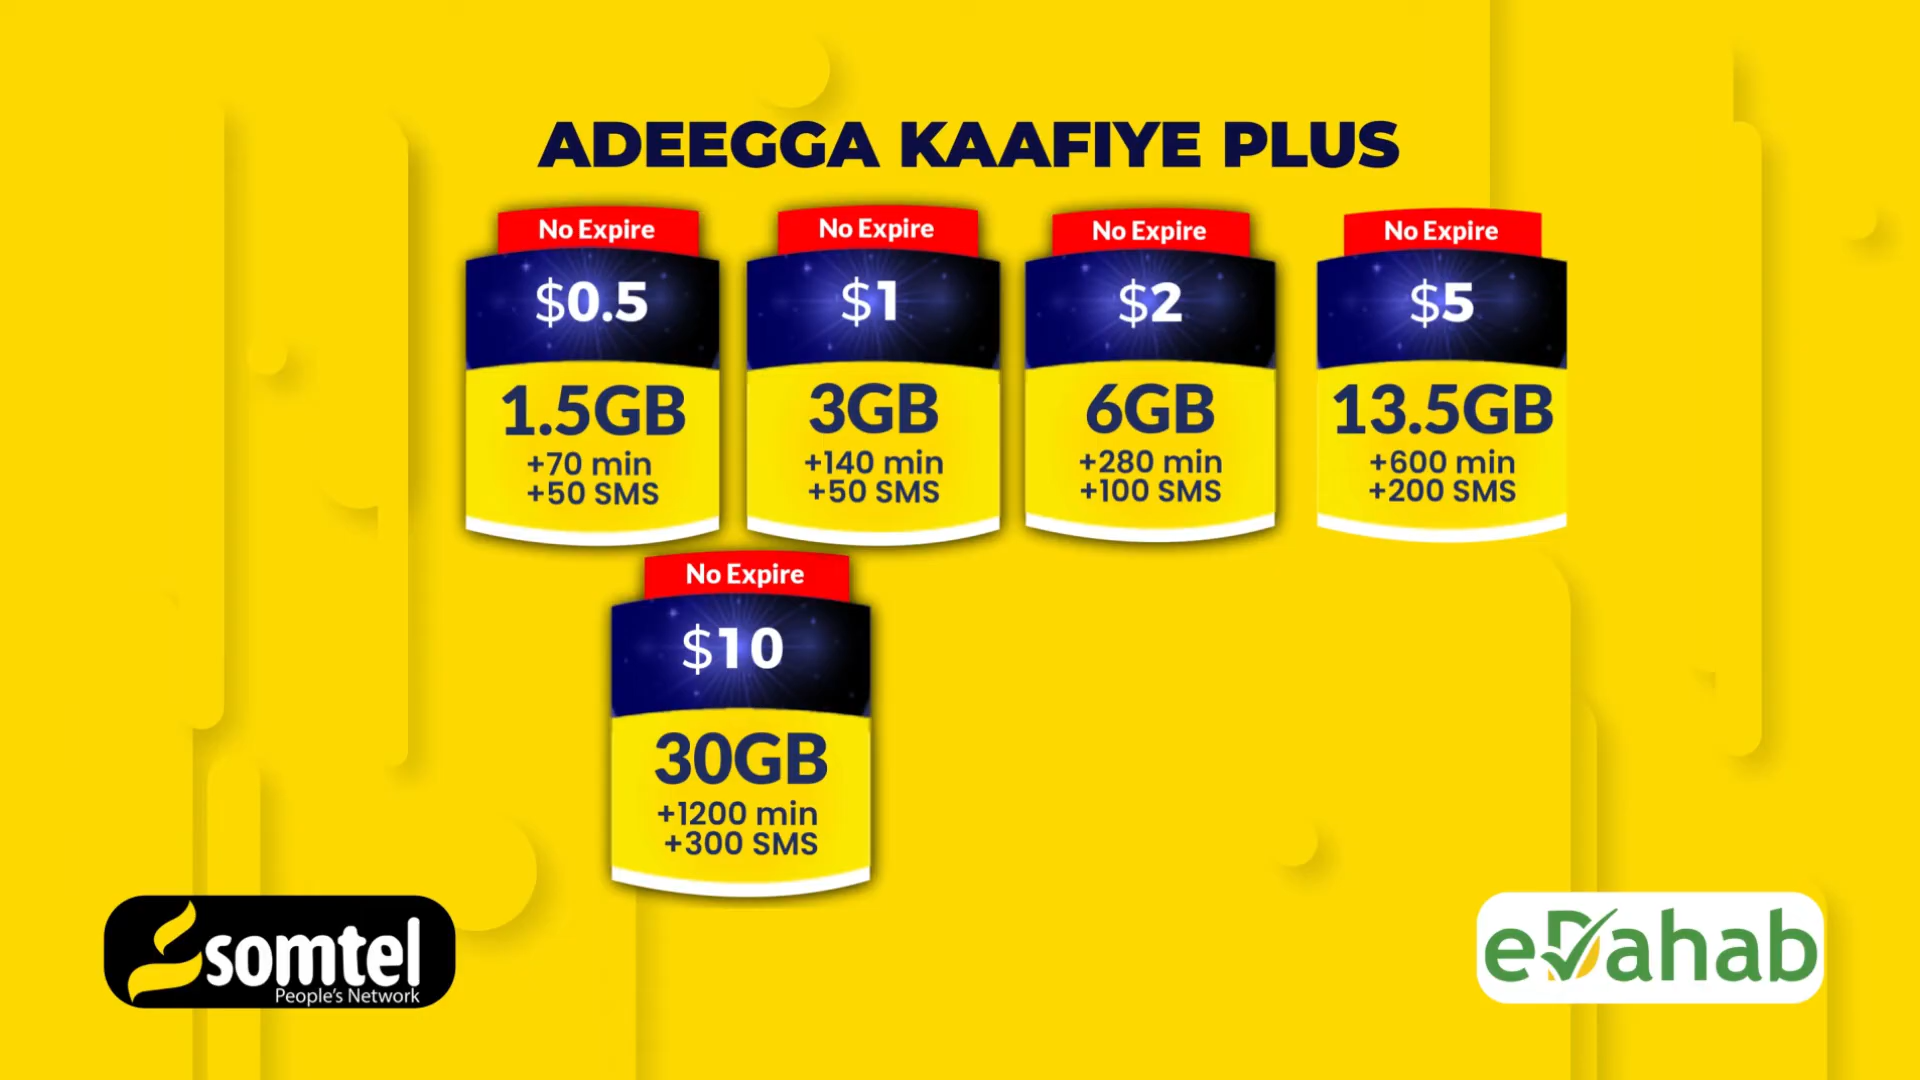 ADEEGGA KAAFIYE PLUS
No Expire
$0.5
1.5GB
+70 min
+50 SMS
No Expire
$1
3GB
+140 min
+50 SMS
No Expire
$2
6GB
+280 min
+100 SMS
No Expire
$5
13.5GB
+600 min
+200 SMS
No Expire
$10
30GB
+1200 min
+300 SMS
somtel
People's Network
eDahab